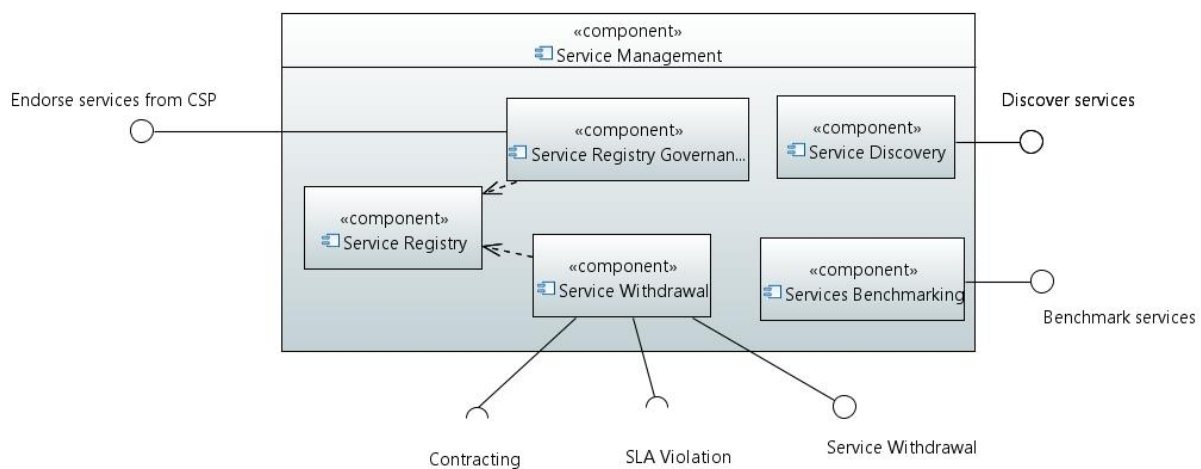 «component»
Service Management
Endorse services from CSP
Discover services
«component»
Service Registry Governan...
«component»
Service Discovery
«component»
Service Registry
«component»
Service Withdrawal
«component»
Services Benchmarking
Benchmark services
Contracting
SLA Violation
Service Withdrawal